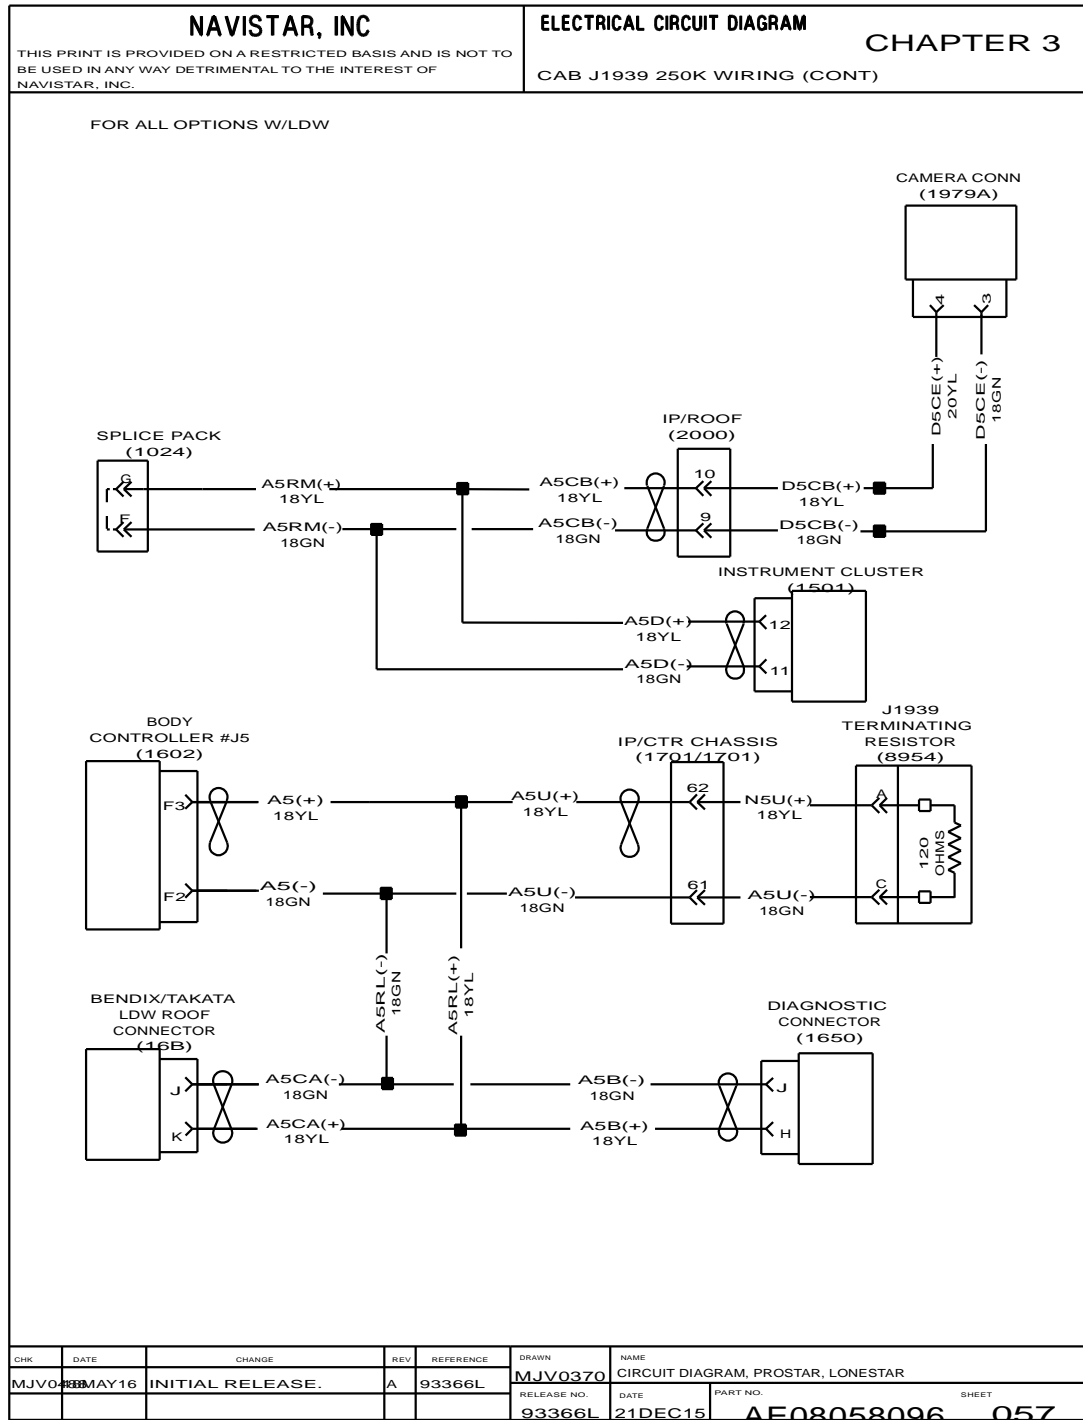 NAVISTAR, INC
THIS PRINT IS PROVIDED ON A RESTRICTED BASIS AND IS NOT TO
BE USED IN ANY WAY DETRIMENTAL TO THE INTEREST OF
NAVISTAR, INC.
ELECTRICAL CIRCUIT DIAGRAM
CHAPTER 3
CAB J1939 250K WIRING (CONT)
FOR ALL OPTIONS W/LDW
CAMERA CONN
(1979A)
4
3
D5CE(+)
20YL
D5CE(-)
18GN
SPLICE PACK
(1024)
G
F
A5RM(+)
18YL
A5RM(-)
18GN
A5CB(+)
18YL
A5CB(-)
18GN
IP/ROOF
(2000)
10
9
D5CB(+)
18YL
D5CB(-)
18GN
INSTRUMENT CLUSTER
(1501)
A5D(+)
18YL
12
A5D(-)
18GN
11
BODY
CONTROLLER #J5
(1602)
F3
F2
A5(+)
18YL
A5(-)
18GN
A5U(+)
18YL
A5U(-)
18GN
IP/CTR CHASSIS
(1701/1701)
62
61
N5U(+)
18YL
A5U(-)
18GN
J1939
TERMINATING
RESISTOR
(8954)
A
C
120
OHMS
A5RL(-)
18GN
A5RL(+)
18YL
BENDIX/TAKATA
LDW ROOF
CONNECTOR
(16B)
J
K
A5CA(-)
18GN
A5CA(+)
18YL
A5B(-)
18GN
A5B(+)
18YL
DIAGNOSTIC
CONNECTOR
(1650)
J
H
CHK DATE CHANGE REV REFERENCE
INITIAL RELEASE. A 93366L
DRAWN
MJV0370
NAME
CIRCUIT DIAGRAM, PROSTAR, LONESTAR
RELEASE NO.
93366L
DATE
21DEC15
PART NO.
AE08058096
SHEET
057